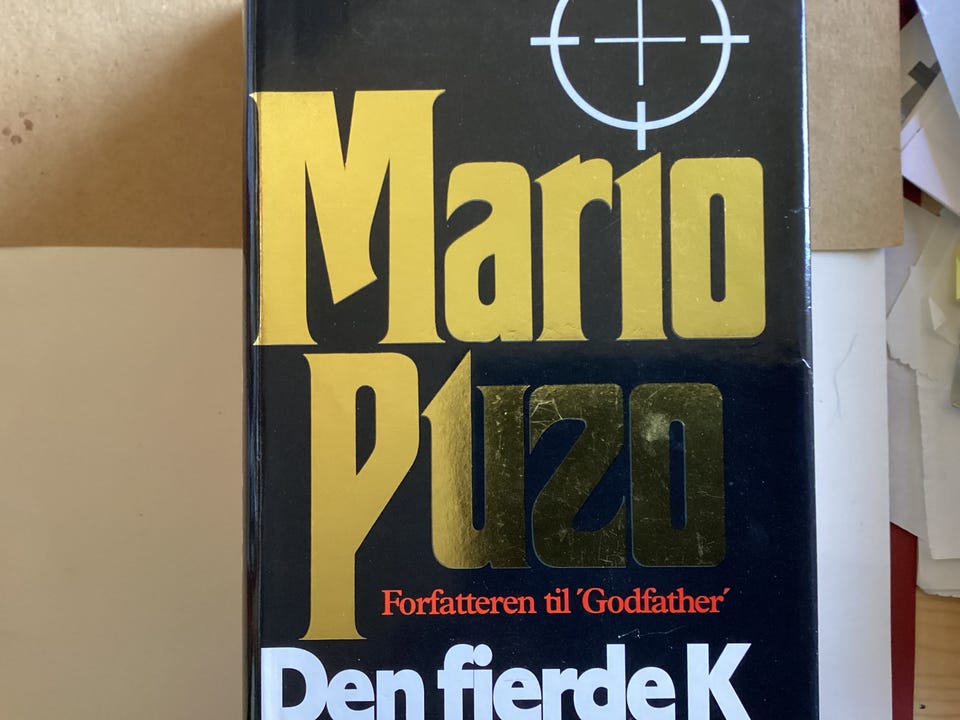 Mario
Puzo
Forfatteren til ´Godfather´
Den fjerde K